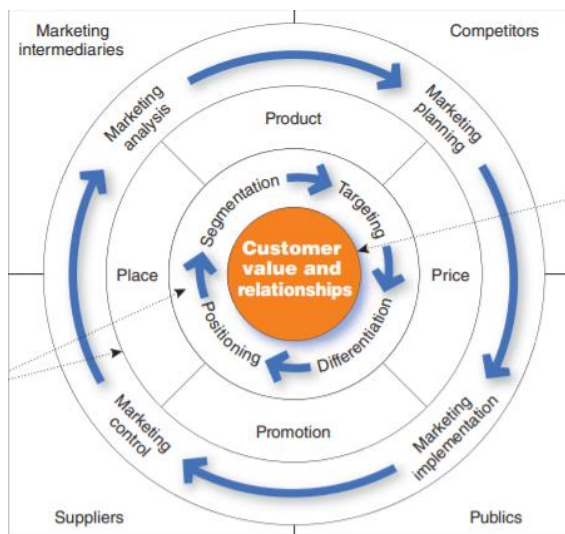 Marketing
intermediaries
Competitors
Marketing
analysis
Marketing
planning
Product
Segmentation
Targeting
Customer
value and
relationships
Place
Price
Positioning
Differentiation
Promotion
Marketing
control
Marketing
implementation
Suppliers
Publics